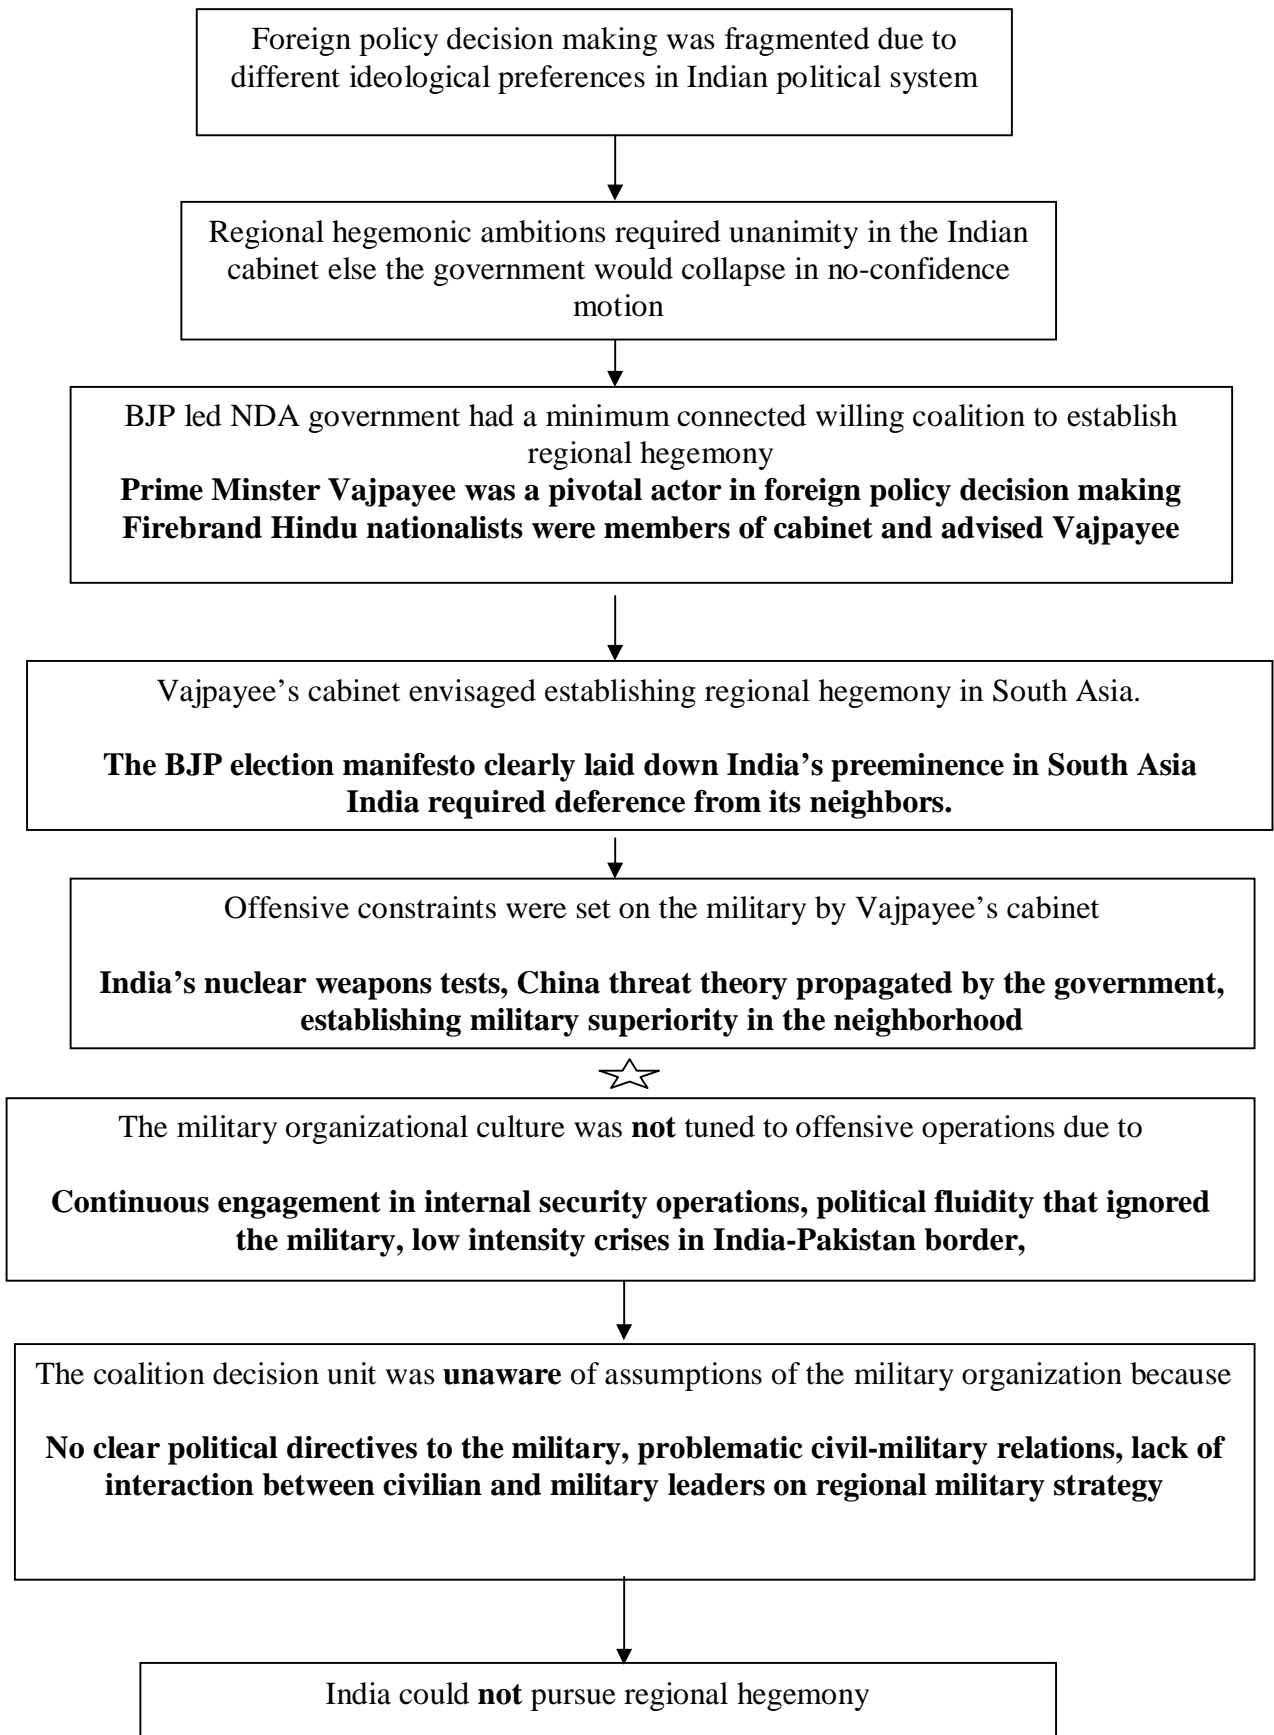 Foreign policy decision making was fragmented due to
different ideological preferences in Indian political system
Regional hegemonic ambitions required unanimity in the Indian
cabinet else the government would collapse in no-confidence
motion
BJP led NDA government had a minimum connected willing coalition to establish
regional hegemony
Prime Minster Vajpayee was a pivotal actor in foreign policy decision making
Firebrand Hindu nationalists were members of cabinet and advised Vajpayee
Vajpayee’s cabinet envisaged establishing regional hegemony in South Asia.
The BJP election manifesto clearly laid down India’s preeminence in South Asia
India required deference from its neighbors.
Offensive constraints were set on the military by Vajpayee’s cabinet
India’s nuclear weapons tests, China threat theory propagated by the government,
establishing military superiority in the neighborhood
The military organizational culture was not tuned to offensive operations due to
Continuous engagement in internal security operations, political fluidity that ignored
the military, low intensity crises in India-Pakistan border,
The coalition decision unit was unaware of assumptions of the military organization because
No clear political directives to the military, problematic civil-military relations, lack of
interaction between civilian and military leaders on regional military strategy
India could not pursue regional hegemony